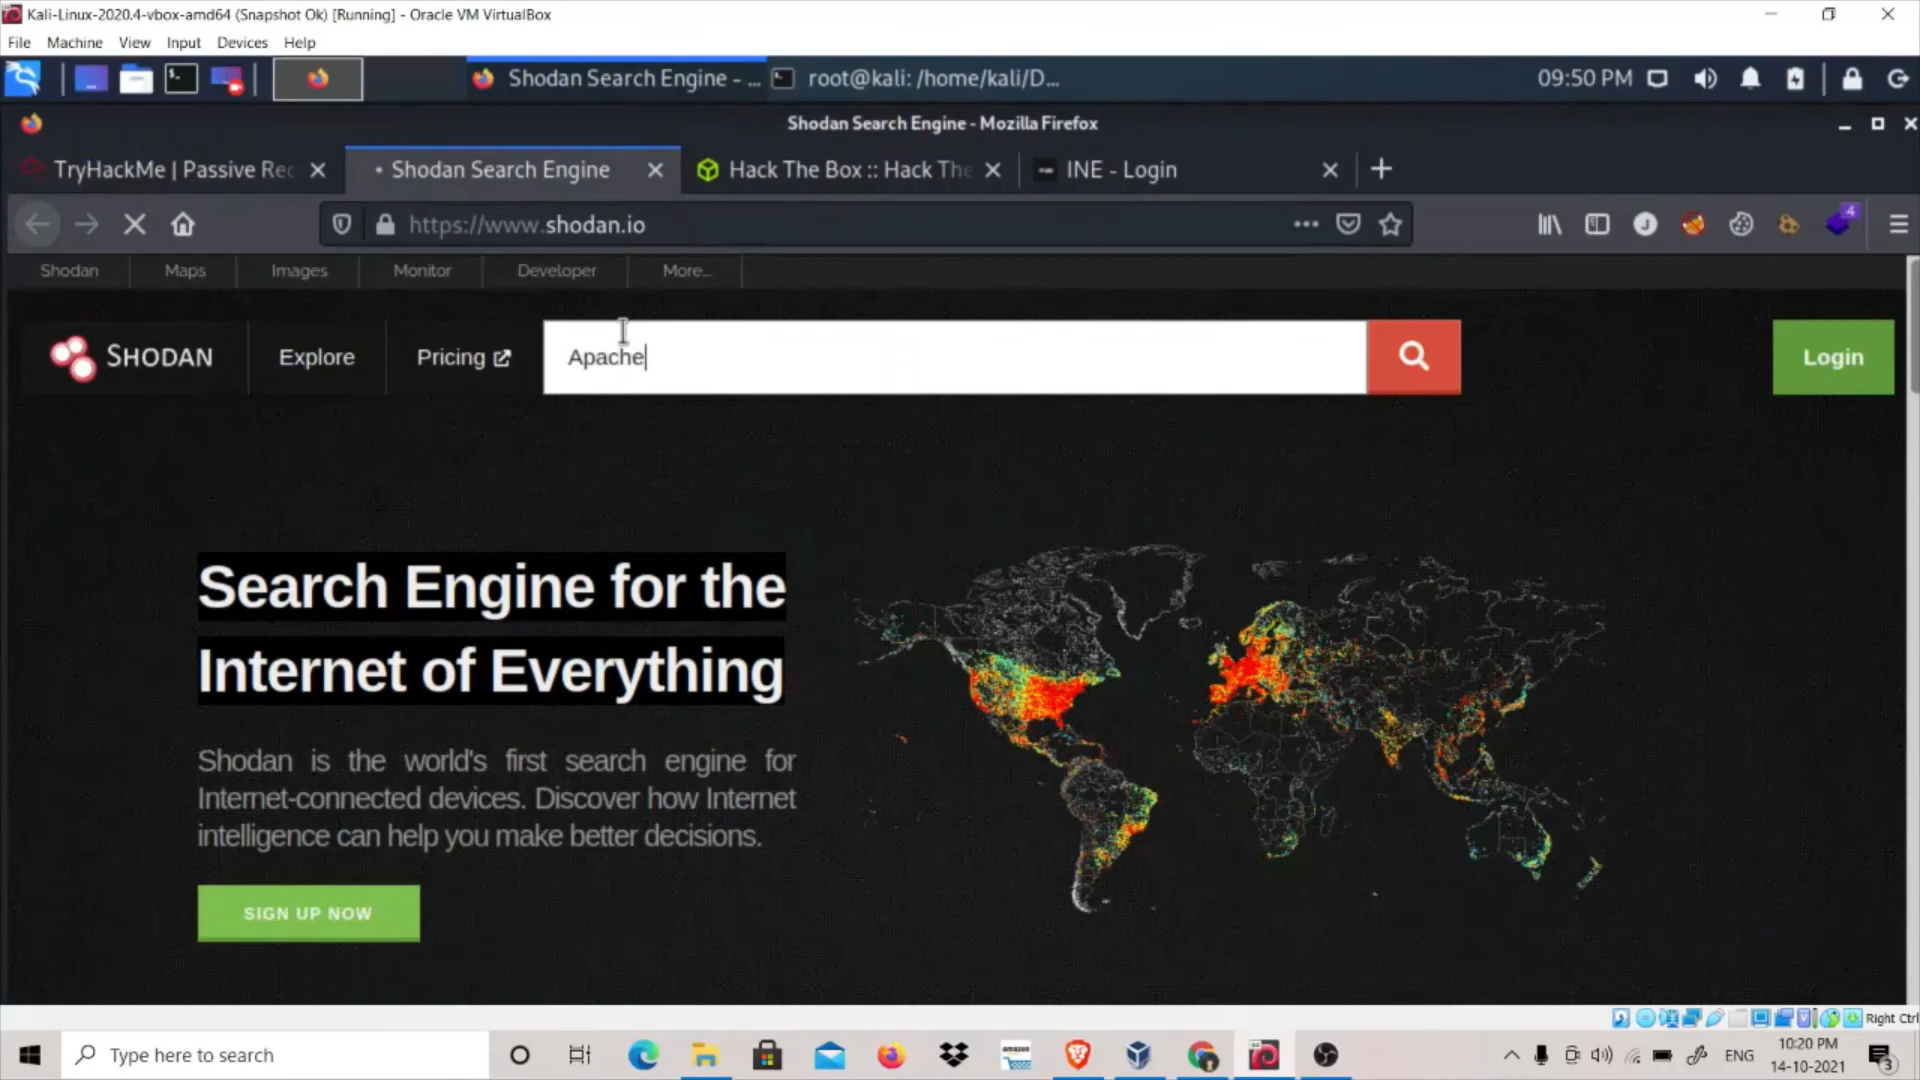 Kali-Linux-2020.4-vbox-amd64 (Snapshot Ok) [Running] - Oracle VM VirtualBox
File Machine View Input Devices Help
Shodan Search Engine - ... root@kali: /home/kali/D... 09:50 PM
Shodan Search Engine - Mozilla Firefox
TryHackMe | Passive Rec Shodan Search Engine Hack The Box :: Hack The INE - Login
https://www.shodan.io 4
Shodan Maps Images Monitor Developer More...
SHODAN Explore Pricing Apache Login
Search Engine for the
Internet of Everything
Shodan is the world's first search engine for
Internet-connected devices. Discover how Internet
intelligence can help you make better decisions.
SIGN UP NOW
Right Ctrl
Type here to search amazon ENG 10:20 PM
14-10-2021 3